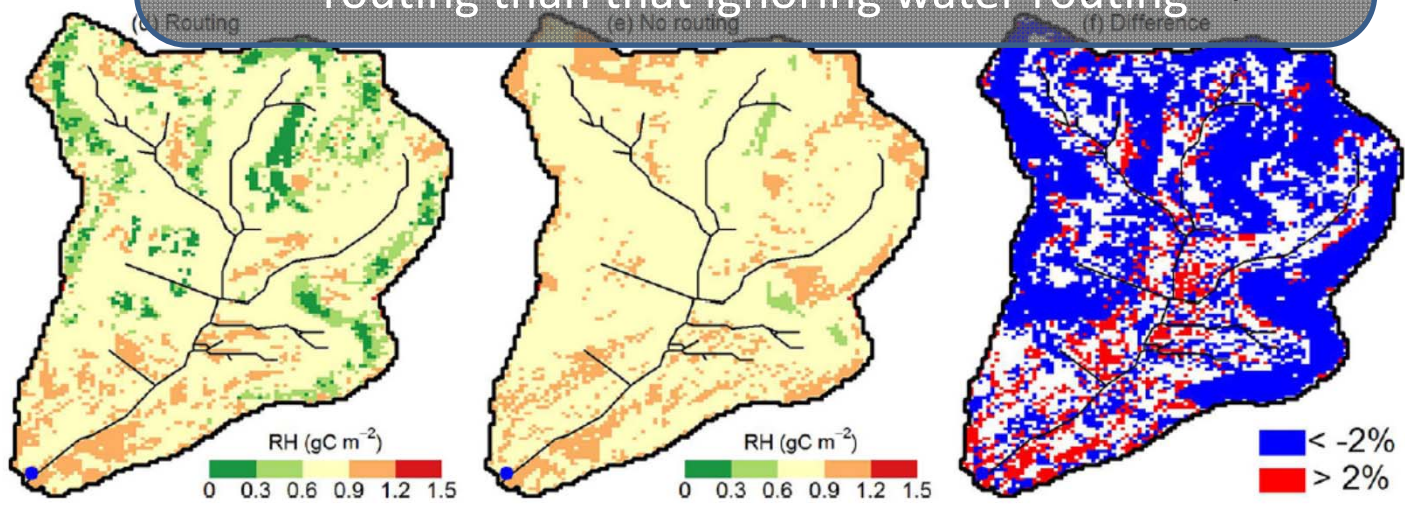 routing than that ignoring water routing
(d) Routing
(e) No routing
(f) Difference
RH (gC m⁻²)
0 0.3 0.6 0.9 1.2 1.5
RH (gC m⁻²)
0 0.3 0.6 0.9 1.2 1.5
< -2%
> 2%